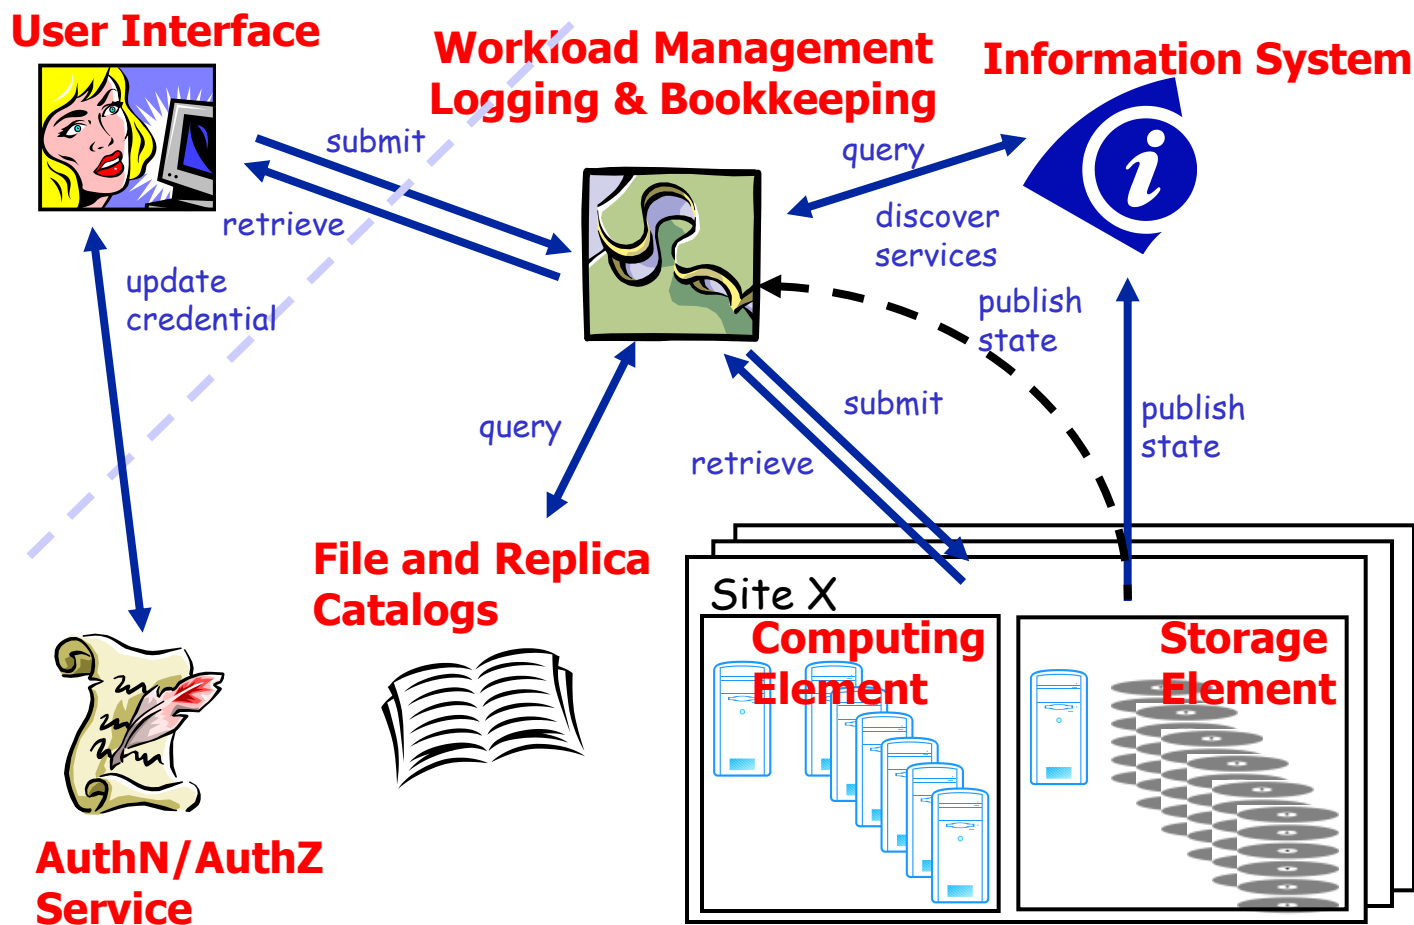 User Interface
Workload Management
Logging & Bookkeeping
Information System
submit
query
retrieve
discover
services
update
credential
publish
state
submit
publish
state
query
retrieve
File and Replica
Catalogs
Site X
Computing
Element
Storage
Element
AuthN/AuthZ
Service